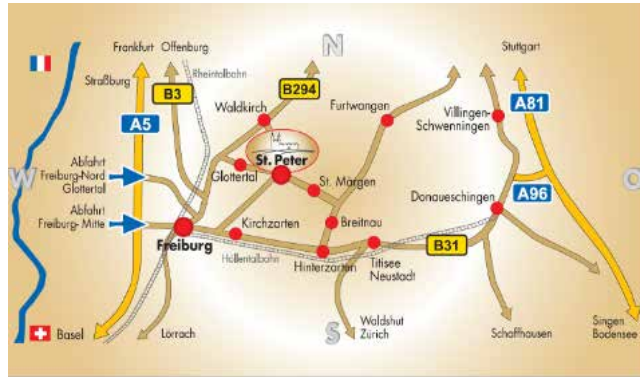 Frankfurt
Offenburg
N
Stuttgart
Rheintalbahn
Straßburg
B3
B294
A5
Waldkirch
Furtwangen
Villingen-
Schwenningen
A81
Abfahrt
Freiburg-Nord
Glottertal
W
Glottertal
St. Peter
St. Märgen
O
Donaueschingen
A96
Abfahrt
Freiburg-Mitte
Freiburg
Kirchzarten
Breitnau
Höllentalbahn
Hinterzarten
Titisee
Neustadt
B31
Basel
Lörrach
S
Waldshut
Zürich
Schaffhausen
Singen
Bodensee